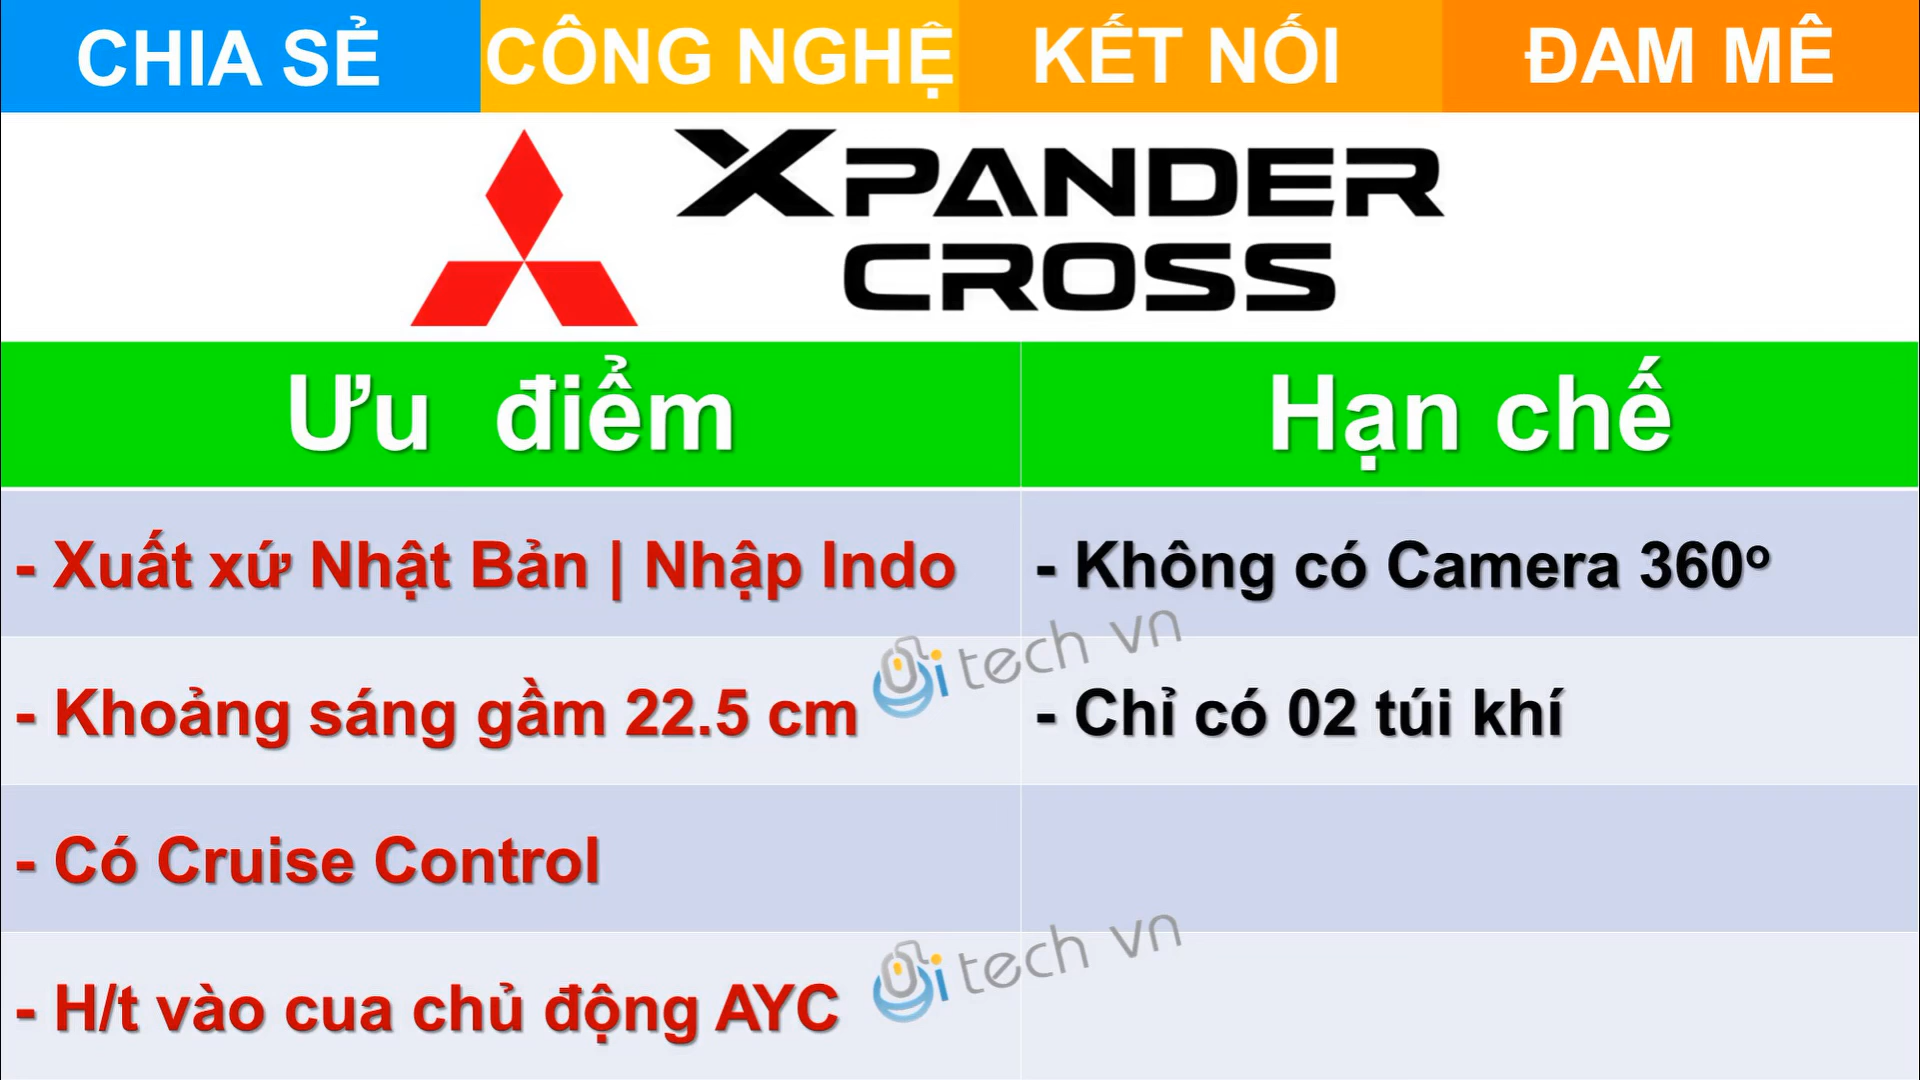 CHIA SẺ
CÔNG NGHỆ
KẾT NỐI
ĐAM MÊ
XPANDER
CROSS
Ưu điểm
Hạn chế
- Xuất xứ Nhật Bản | Nhập Indo
- Không có Camera 360º
- Khoảng sáng gầm 22.5 cm
- Chỉ có 02 túi khí
- Có Cruise Control
- H/t vào cua chủ động AYC
i tech vn
i tech vn